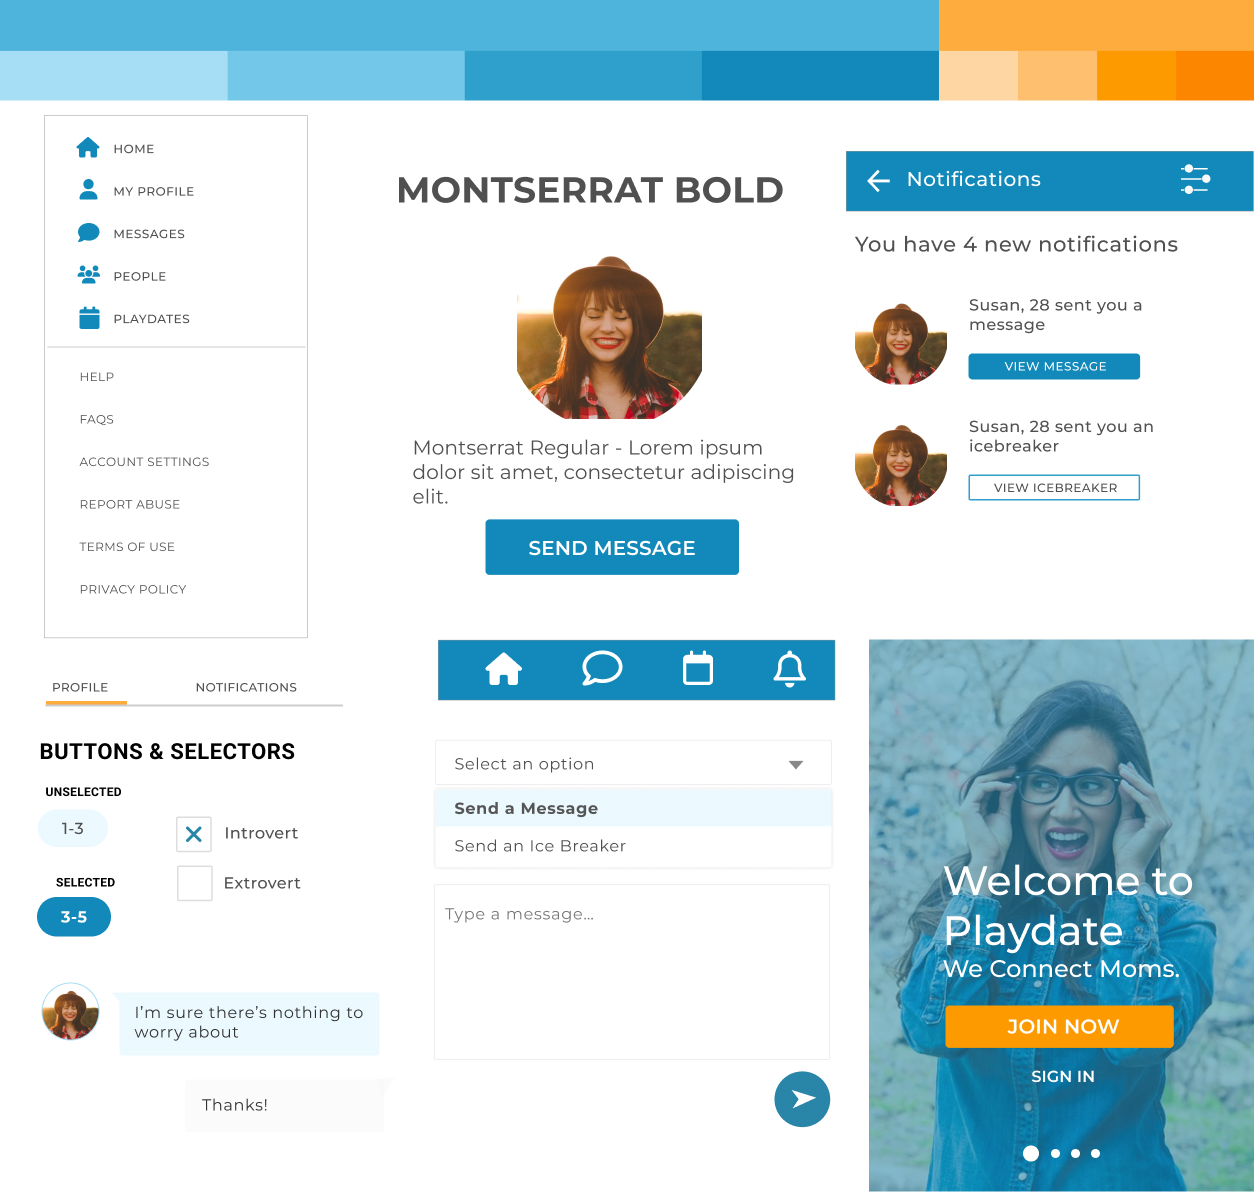 HOME
MY PROFILE
MESSAGES
PEOPLE
PLAYDATES
HELP
FAQS
ACCOUNT SETTINGS
REPORT ABUSE
TERMS OF USE
PRIVACY POLICY
MONTSERRAT BOLD
Montserrat Regular - Lorem ipsum
dolor sit amet, consectetur adipiscing
elit.
SEND MESSAGE
Notifications
You have 4 new notifications
Susan, 28 sent you a
message
VIEW MESSAGE
Susan, 28 sent you an
icebreaker
VIEW ICEBREAKER
PROFILE
NOTIFICATIONS
BUTTONS & SELECTORS
UNSELECTED
1-3
SELECTED
3-5
Introvert
Extrovert
I’m sure there’s nothing to
worry about
Thanks!
Select an option
Send a Message
Send an Ice Breaker
Type a message...
Welcome to
Playdate
We Connect Moms.
JOIN NOW
SIGN IN